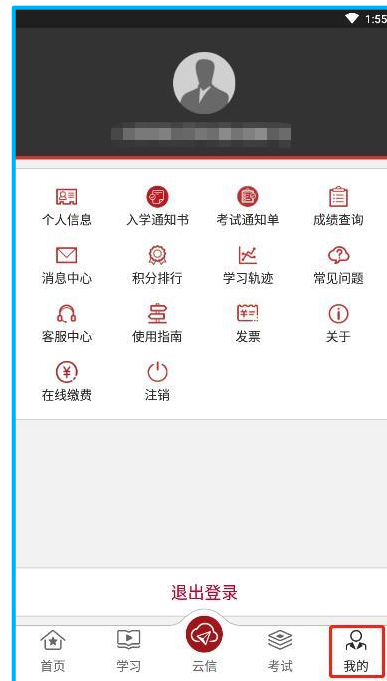 1:55
个人信息 入学通知书 考试通知单 成绩查询
消息中心 积分排行 学习轨迹 常见问题
客服中心 使用指南 发票 关于
在线缴费 注销
退出登录
首页 学习 云信 考试 我的